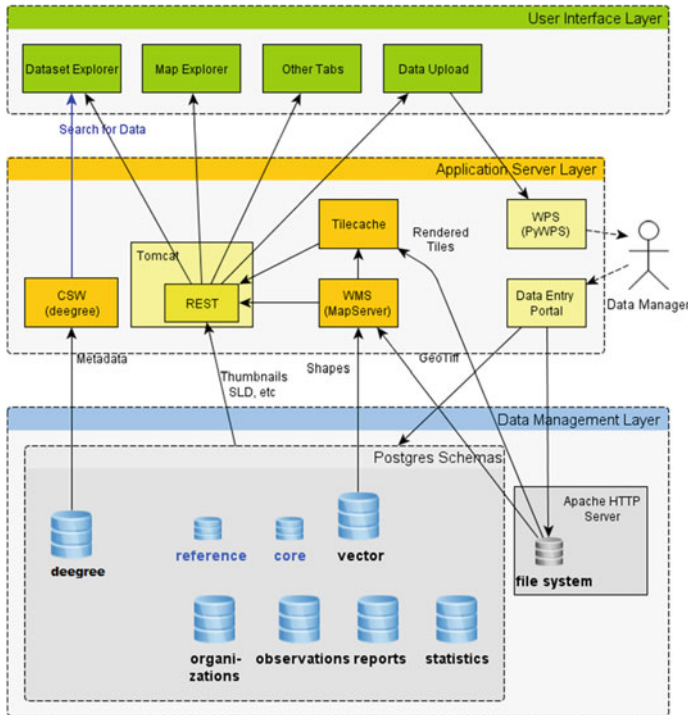 User Interface Layer
Dataset Explorer
Map Explorer
Other Tabs
Data Upload
Search for Data
Application Server Layer
Tilecache
Rendered
Tiles
WPS
(PyWPS)
Tomcat
CSW
(deegree)
REST
WMS
(MapServer)
Data Entry
Portal
Data Manager
Metadata
Thumbnails
SLD, etc
Shapes
GeoTiff
Data Management Layer
Postgres Schemas
Apache HTTP
Server
deegree
reference
core
vector
file system
organi-
zations
observations
reports
statistics